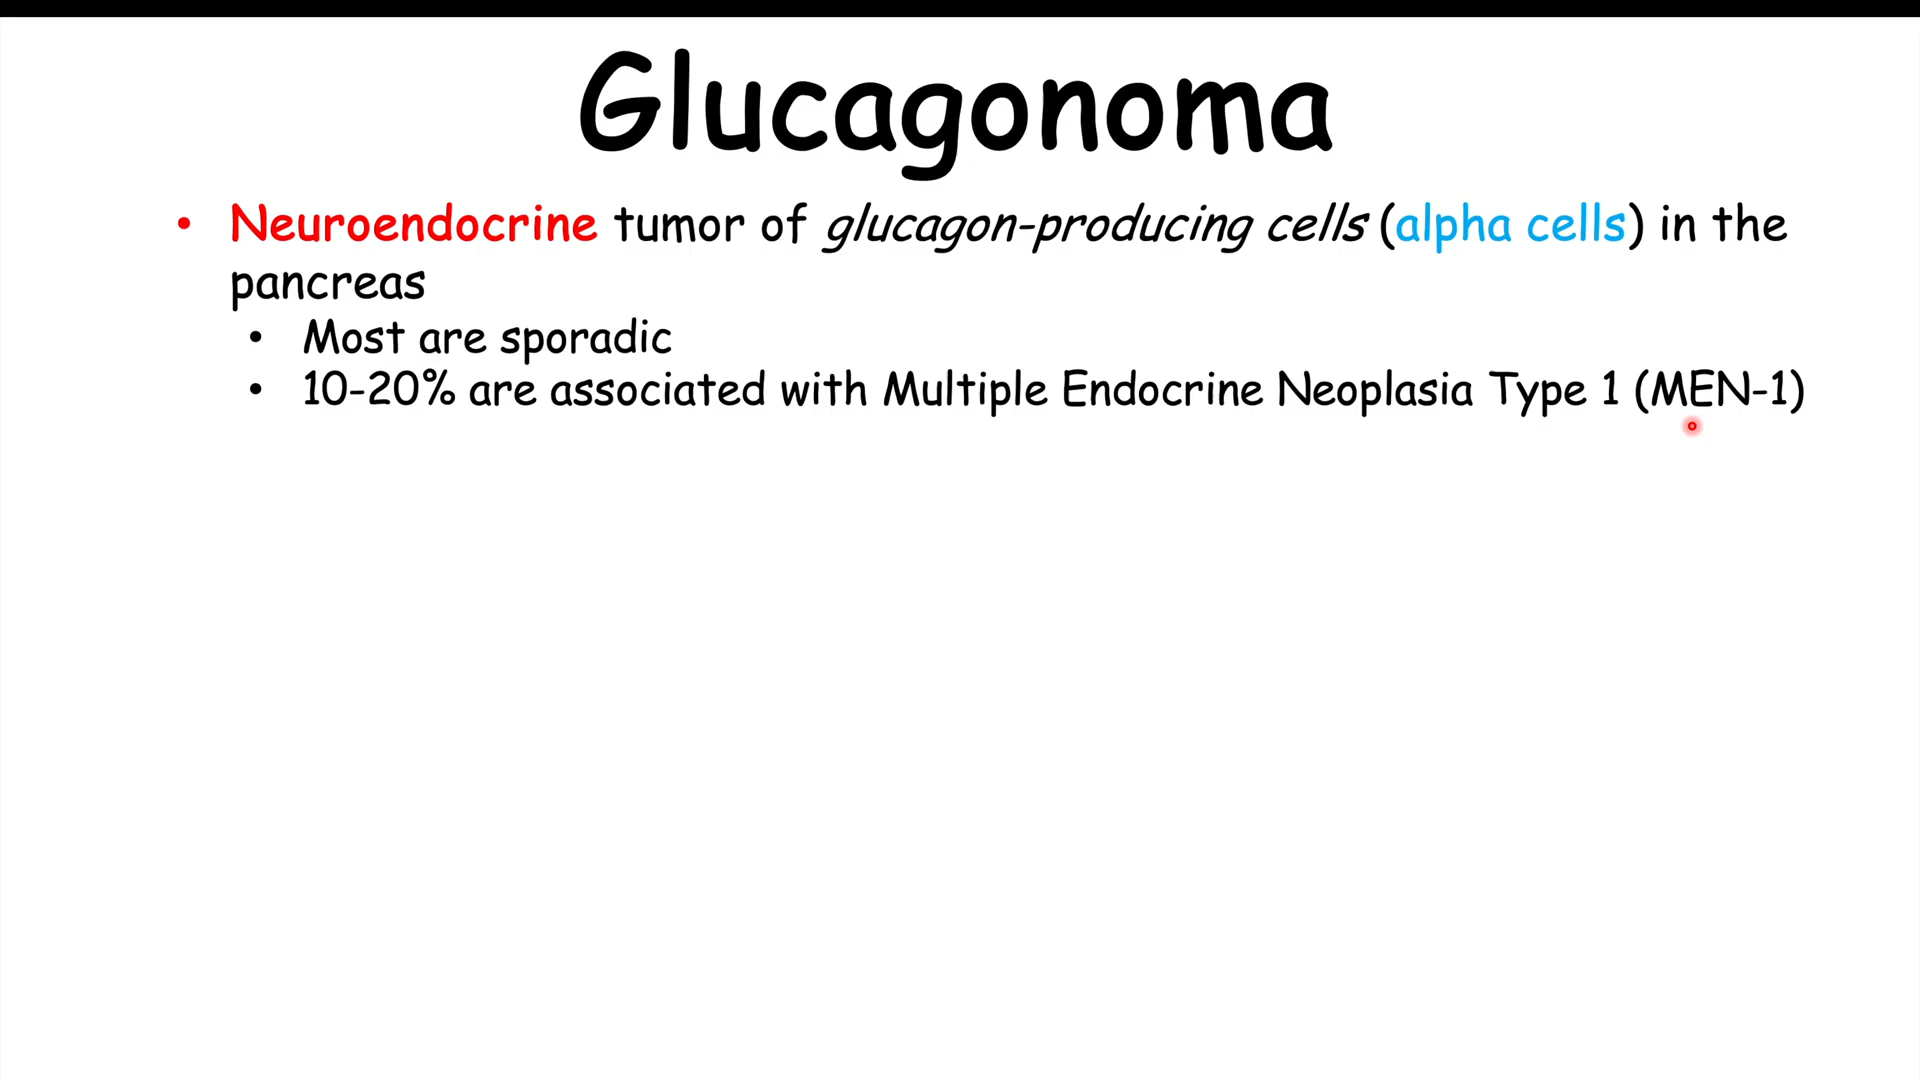 Glucagonoma
• Neuroendocrine tumor of glucagon-producing cells (alpha cells) in the
pancreas
• Most are sporadic
• 10-20% are associated with Multiple Endocrine Neoplasia Type 1 (MEN-1)